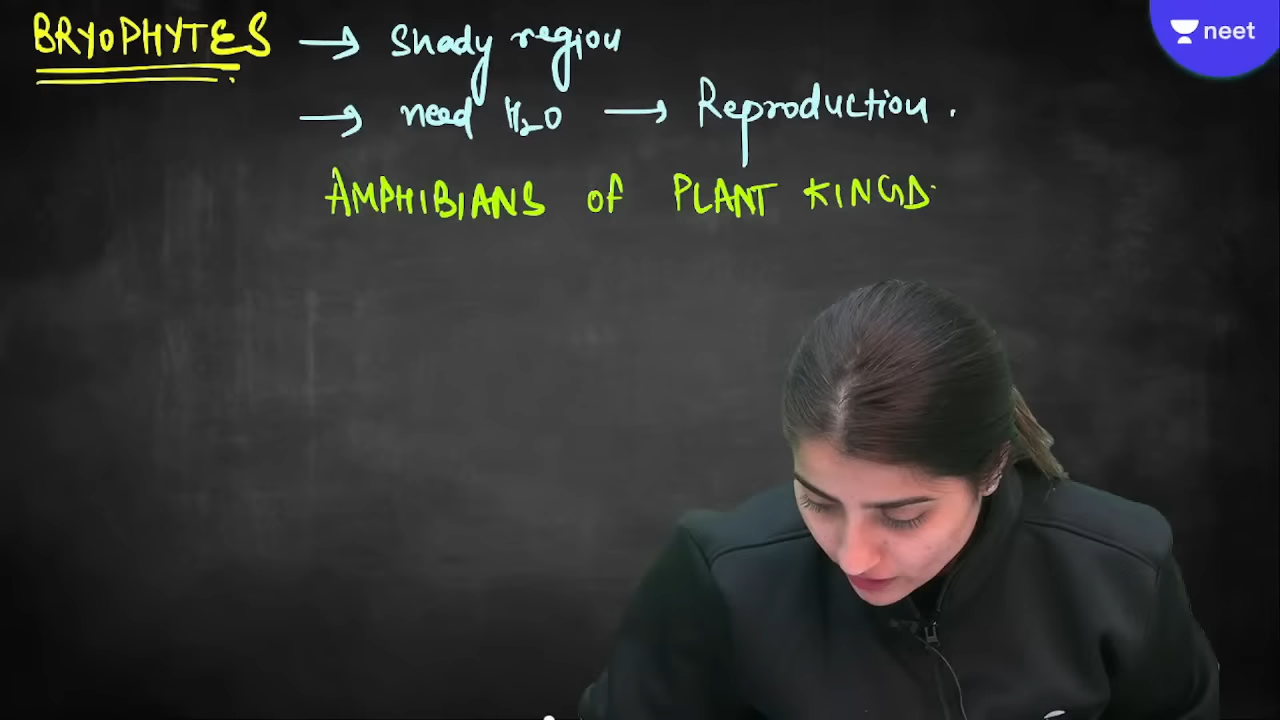 BRYOPHYTES → Shady region
→ need H₂O → Reproduction.
AMPHIBIANS of PLANT KINGD
neet